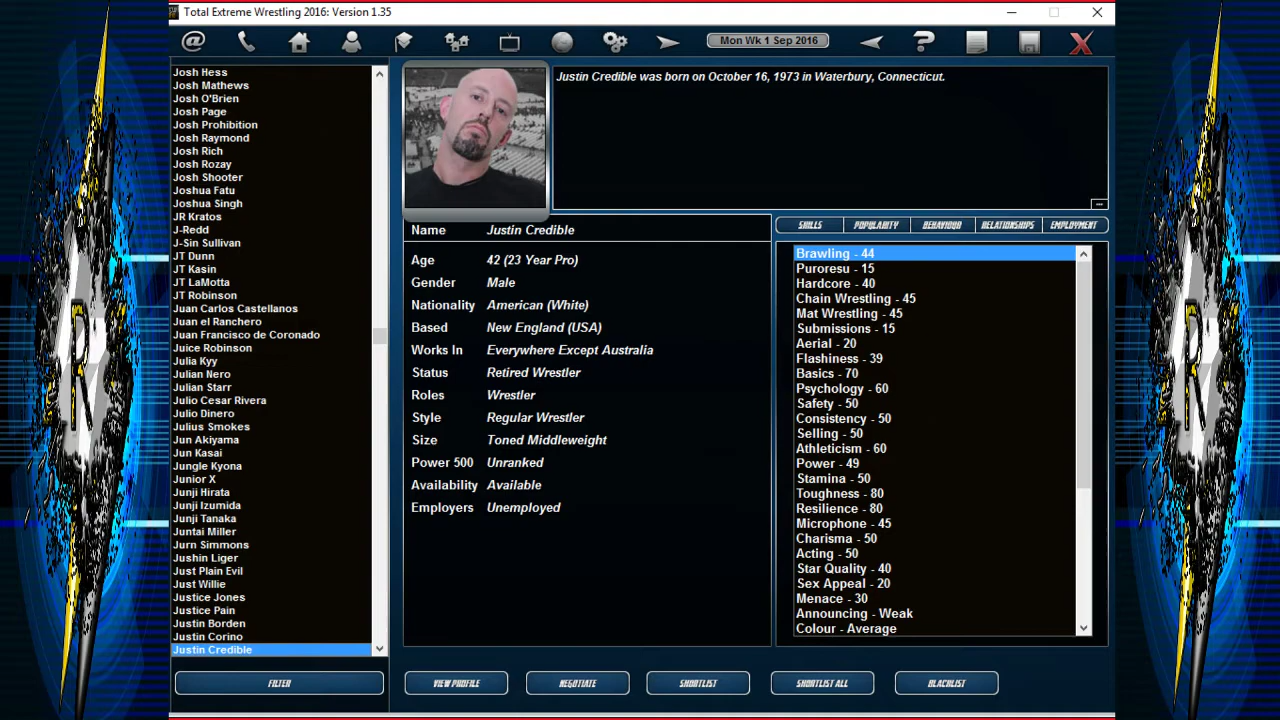 Total Extreme Wrestling 2016: Version 1.35
Mon Wk 1 Sep 2016
Josh Hess
Josh Mathews
Josh O'Brien
Josh Page
Josh Prohibition
Josh Raymond
Josh Rich
Josh Rozay
Josh Shooter
Joshua Fatu
Joshua Singh
JR Kratos
J-Redd
J-Sin Sullivan
JT Dunn
JT Kasin
JT LaMotta
JT Robinson
Juan Carlos Castellanos
Juan el Ranchero
Juan Francisco de Coronado
Juice Robinson
Julia Kyy
Julian Nero
Julian Starr
Julio Cesar Rivera
Julio Dinero
Julius Smokes
Jun Akiyama
Jun Kasai
Jungle Kyona
Junior X
Junji Hirata
Junji Izumida
Junji Tanaka
Juntai Miller
Jurn Simmons
Jushin Liger
Just Plain Evil
Just Willie
Justice Jones
Justice Pain
Justin Borden
Justin Corino
Justin Credible
FILTER
Justin Credible was born on October 16, 1973 in Waterbury, Connecticut.
Name Justin Credible
Age 42 (23 Year Pro)
Gender Male
Nationality American (White)
Based New England (USA)
Works In Everywhere Except Australia
Status Retired Wrestler
Roles Wrestler
Style Regular Wrestler
Size Toned Middleweight
Power 500 Unranked
Availability Available
Employers Unemployed
SKILLS POPULARITY BEHAVIOUR RELATIONSHIPS EMPLOYMENT
Brawling - 44
Puroresu - 15
Hardcore - 40
Chain Wrestling - 45
Mat Wrestling - 45
Submissions - 15
Aerial - 20
Flashiness - 39
Basics - 70
Psychology - 60
Safety - 50
Consistency - 50
Selling - 50
Athleticism - 60
Power - 49
Stamina - 50
Toughness - 80
Resilience - 80
Microphone - 45
Charisma - 50
Acting - 50
Star Quality - 40
Sex Appeal - 20
Menace - 30
Announcing - Weak
Colour - Average
VIEW PROFILE NEGOTIATE SHORTLIST SHORTLIST ALL BLACKLIST